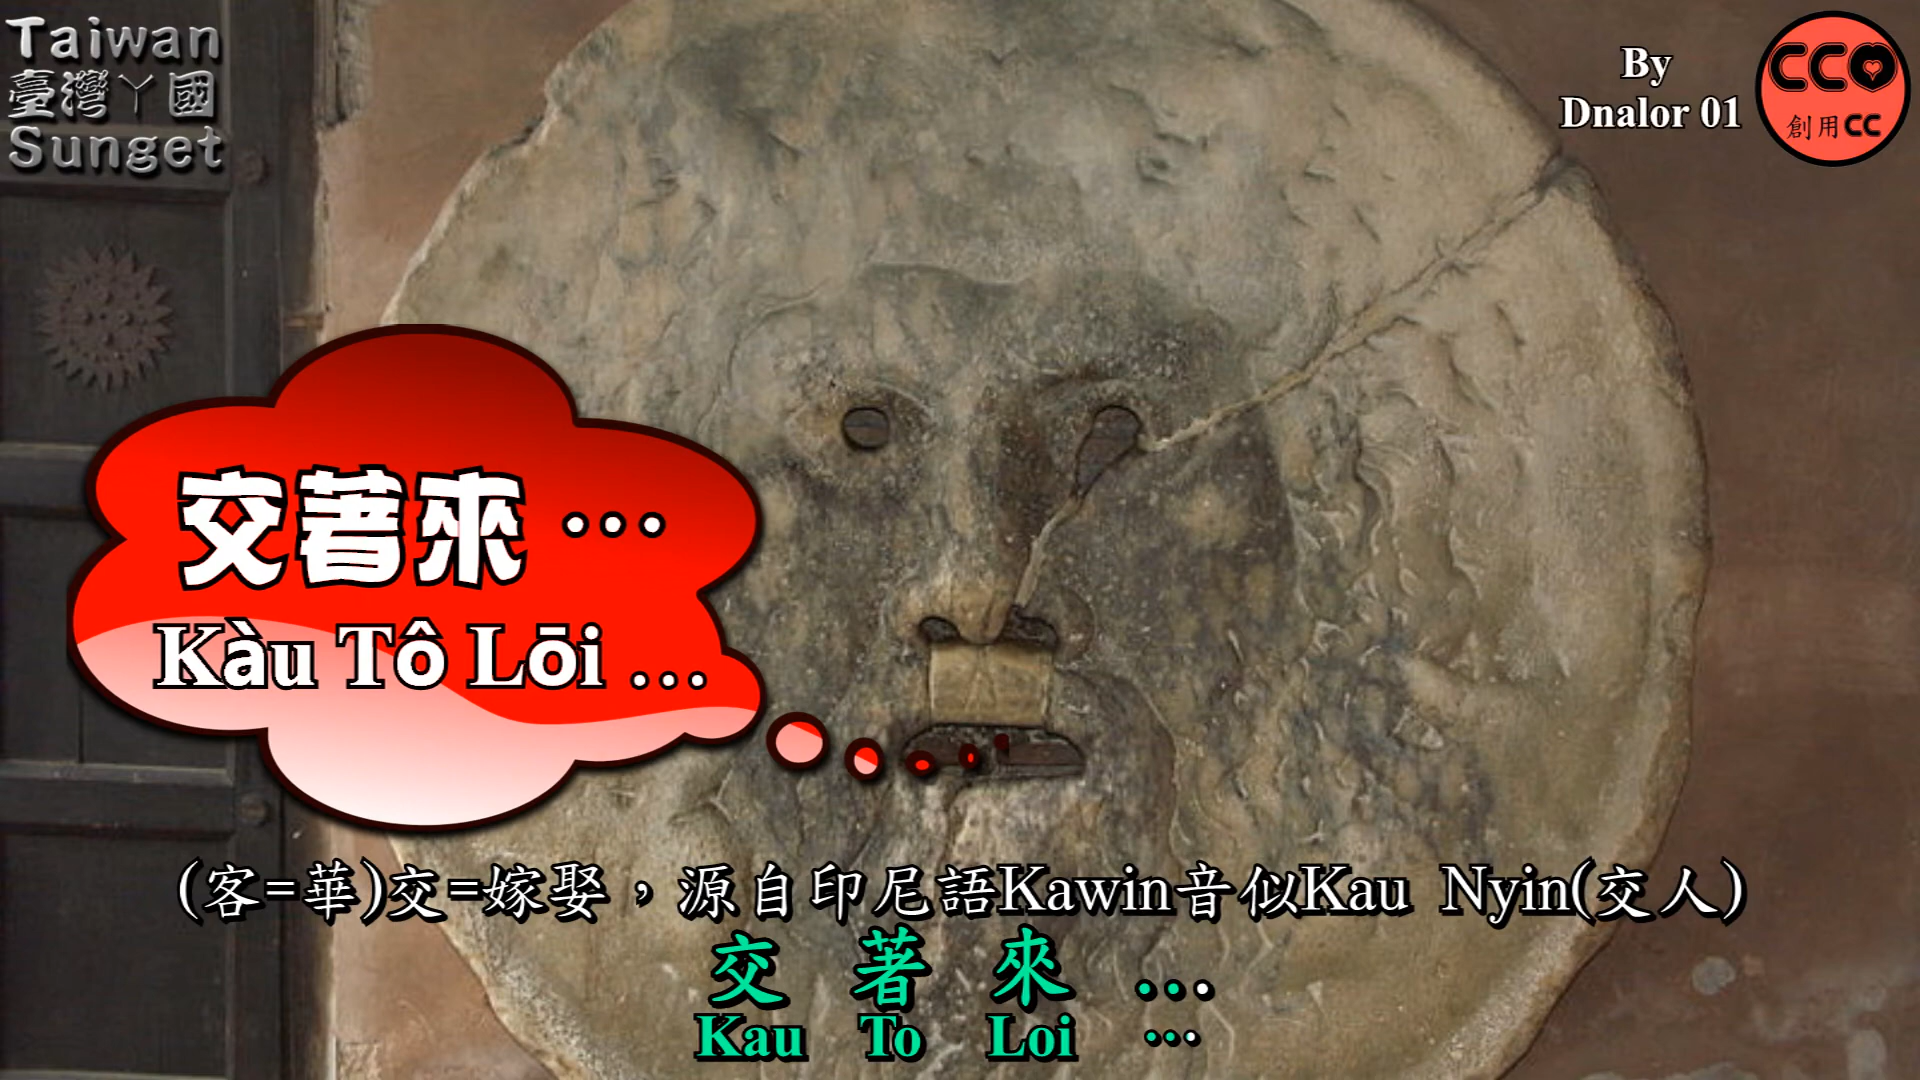 Taiwan
臺灣丫國
Sunget
By
Dnalor 01
CC0
創用CC
交著來 …
Kàu Tô Lōi …
(客=華)交=嫁娶，源自印尼語Kawin音似Kau Nyin(交人)
交 著 來 …
Kau To Loi …